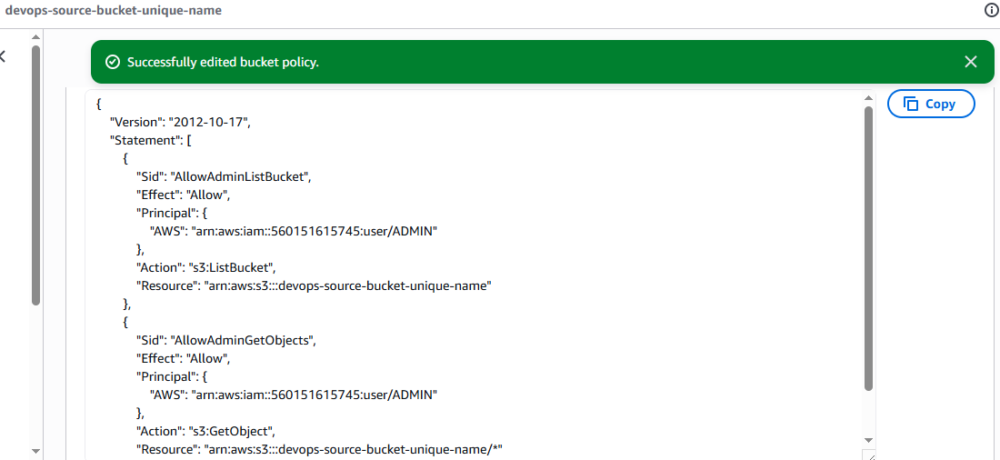 devops-source-bucket-unique-name
Successfully edited bucket policy.
Copy
{
"Version": "2012-10-17",
"Statement": [
{
"Sid": "AllowAdminListBucket",
"Effect": "Allow",
"Principal": {
"AWS": "arn:aws:iam::560151615745:user/ADMIN"
},
"Action": "s3:ListBucket",
"Resource": "arn:aws:s3:::devops-source-bucket-unique-name"
},
{
"Sid": "AllowAdminGetObjects",
"Effect": "Allow",
"Principal": {
"AWS": "arn:aws:iam::560151615745:user/ADMIN"
},
"Action": "s3:GetObject",
"Resource": "arn:aws:s3:::devops-source-bucket-unique-name/*"